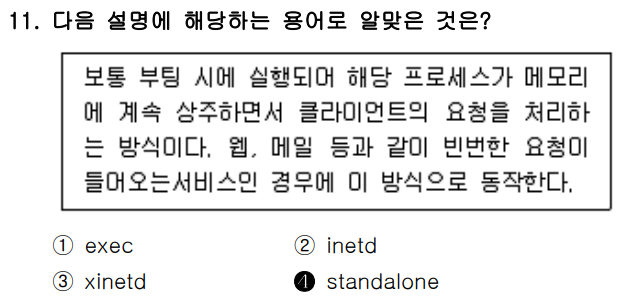 11. 다음 설명에 해당하는 용어로 알맞은 것은?
보통 부팅 시에 실행되어 해당 프로세스가 메모리
에 계속 상주하면서 클라이언트의 요청을 처리하
는 방식이다. 웹, 메일 등과 같이 빈번한 요청이
들어오는서비스인 경우에 이 방식으로 동작한다.
① exec ② inetd
③ xinetd ❹ standalone